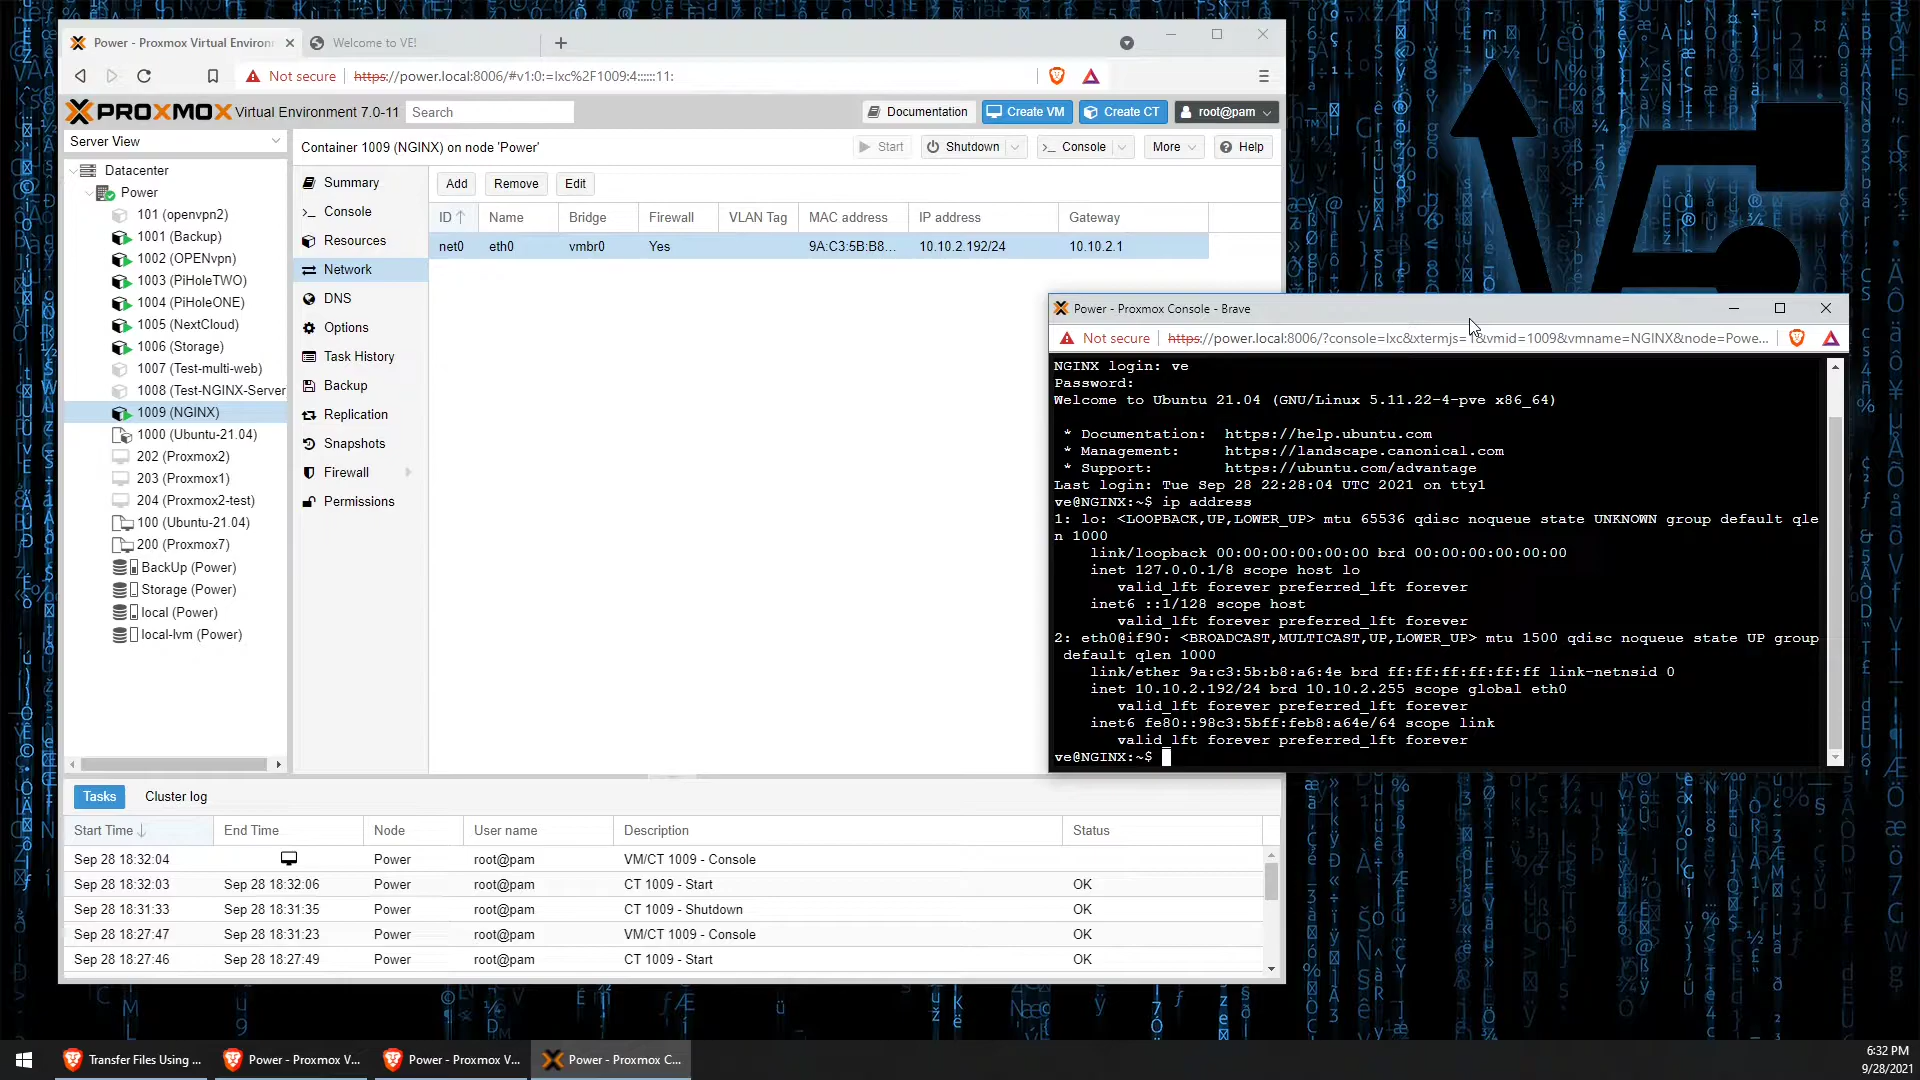 Power - Proxmox Virtual Environ
Welcome to VE!
Not secure
https://power.local:8006/#v1:0:=lxc%2F1009:4::::::11:
PROXMOX Virtual Environment 7.0-11
Search
Documentation
Create VM
Create CT
root@pam
Server View
Container 1009 (NGINX) on node 'Power'
Start
Shutdown
Console
More
Help
Datacenter
Power
101 (openvpn2)
1001 (Backup)
1002 (OPENvpn)
1003 (PiHoleTWO)
1004 (PiHoleONE)
1005 (NextCloud)
1006 (Storage)
1007 (Test-multi-web)
1008 (Test-NGINX-Server
1009 (NGINX)
1000 (Ubuntu-21.04)
202 (Proxmox2)
203 (Proxmox1)
204 (Proxmox2-test)
100 (Ubuntu-21.04)
200 (Proxmox7)
BackUp (Power)
Storage (Power)
local (Power)
local-lvm (Power)
Summary
Console
Resources
Network
DNS
Options
Task History
Backup
Replication
Snapshots
Firewall
Permissions
Add
Remove
Edit
ID Name Bridge Firewall VLAN Tag MAC address IP address Gateway
net0 eth0 vmbr0 Yes 9A:C3:5B:B8... 10.10.2.192/24 10.10.2.1
Power - Proxmox Console - Brave
Not secure
https://power.local:8006/?console=lxc&xtermjs=1&vmid=1009&vmname=NGINX&node=Powe...
NGINX login: ve
Password:
Welcome to Ubuntu 21.04 (GNU/Linux 5.11.22-4-pve x86_64)
* Documentation: https://help.ubuntu.com
* Management: https://landscape.canonical.com
* Support: https://ubuntu.com/advantage
Last login: Tue Sep 28 22:28:04 UTC 2021 on tty1
ve@NGINX:~$ ip address
1: lo: <LOOPBACK,UP,LOWER_UP> mtu 65536 qdisc noqueue state UNKNOWN group default qle
n 1000
link/loopback 00:00:00:00:00:00 brd 00:00:00:00:00:00
inet 127.0.0.1/8 scope host lo
valid_lft forever preferred_lft forever
inet6 ::1/128 scope host
valid_lft forever preferred_lft forever
2: eth0@if90: <BROADCAST,MULTICAST,UP,LOWER_UP> mtu 1500 qdisc noqueue state UP group
default qlen 1000
link/ether 9a:c3:5b:b8:a6:4e brd ff:ff:ff:ff:ff:ff link-netnsid 0
inet 10.10.2.192/24 brd 10.10.2.255 scope global eth0
valid_lft forever preferred_lft forever
inet6 fe80::98c3:5bff:feb8:a64e/64 scope link
valid_lft forever preferred_lft forever
ve@NGINX:~$
Tasks
Cluster log
Start Time End Time Node User name Description Status
Sep 28 18:32:04 Power root@pam VM/CT 1009 - Console
Sep 28 18:32:03 Sep 28 18:32:06 Power root@pam CT 1009 - Start OK
Sep 28 18:31:33 Sep 28 18:31:35 Power root@pam CT 1009 - Shutdown OK
Sep 28 18:27:47 Sep 28 18:31:23 Power root@pam VM/CT 1009 - Console OK
Sep 28 18:27:46 Sep 28 18:27:49 Power root@pam CT 1009 - Start OK
Transfer Files Using ...
Power - Proxmox V...
Power - Proxmox V...
Power - Proxmox C...
6:32 PM
9/28/2021